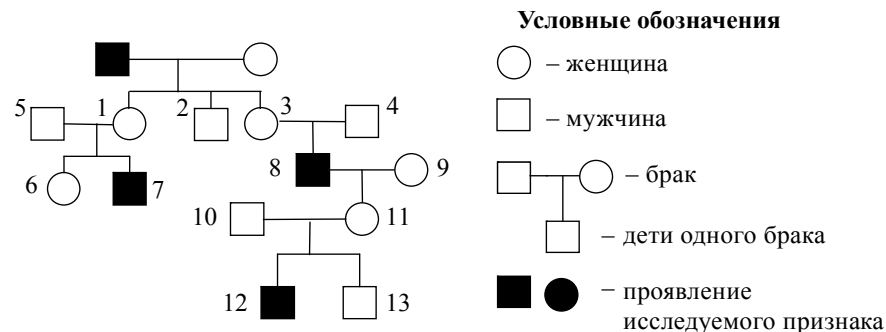 Условные обозначения
– женщина
– мужчина
– брак
– дети одного брака
– проявление
исследуемого признака
5 1 2 3 4
6 7 8 9
10 11
12 13